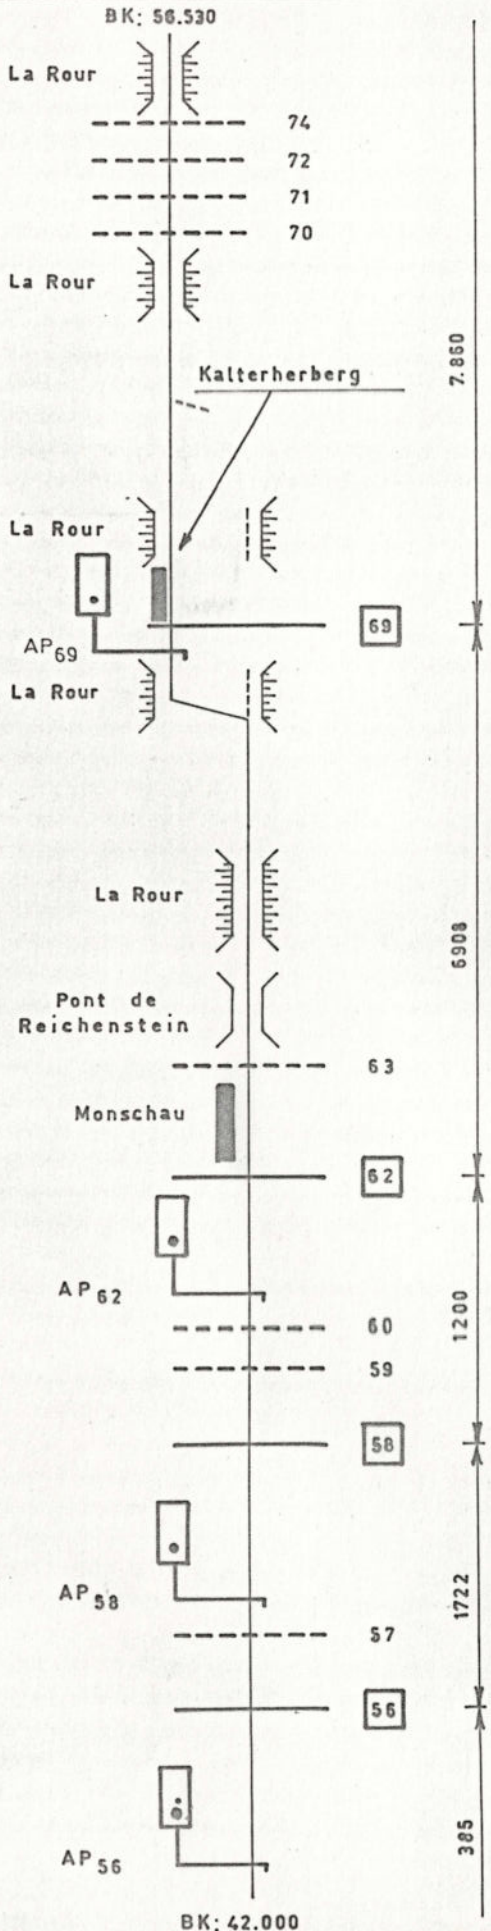 BK: 56.530
La Rour
74
72
71
70
La Rour
7.860
Kalterherberg
La Rour
69
AP69
La Rour
La Rour
6908
Pont de
Reichenstein
63
Monschau
62
AP62
1200
60
59
58
AP58
1722
57
56
AP56
385
BK: 42.000